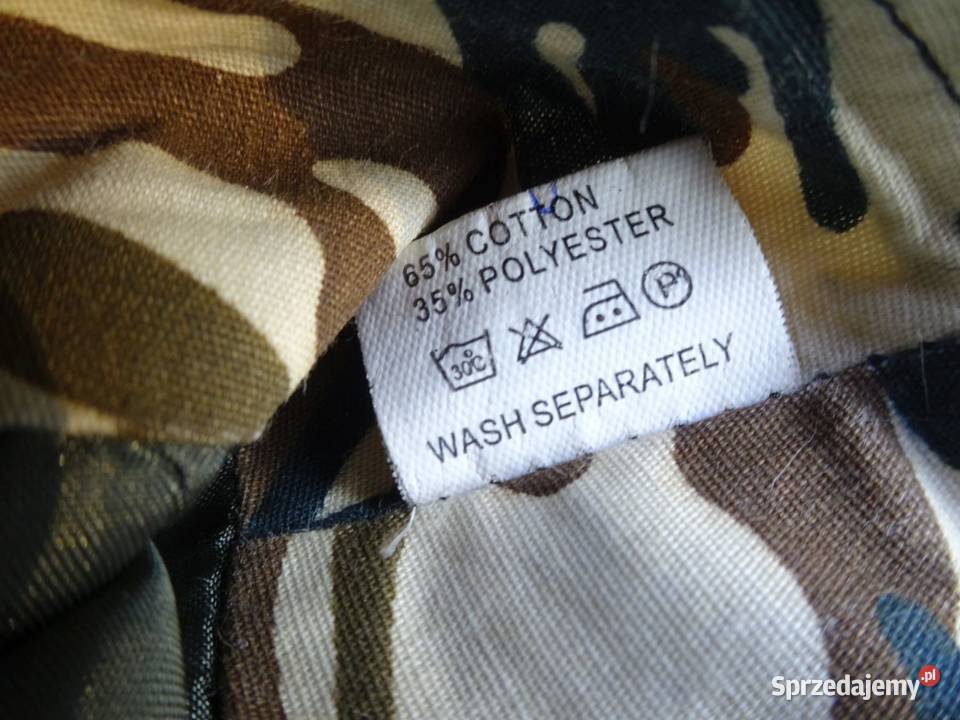 65% COTTON
35% POLYESTER
30°C P
WASH SEPARATELY
Sprzedajemy.pl